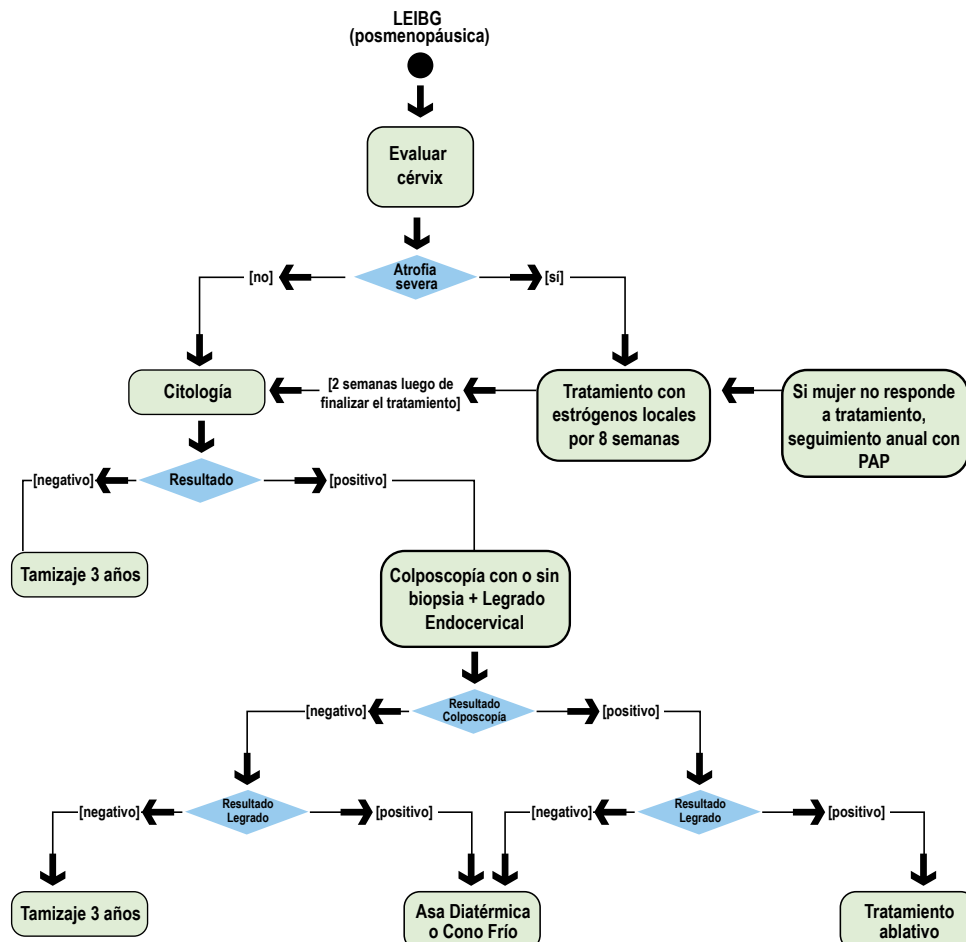 LEIBG
(posmenopáusica)
Evaluar
cérvix
Atrofia
severa
[no]
[sí]
Citología
[2 semanas luego de
finalizar el tratamiento]
Tratamiento con
estrógenos locales
por 8 semanas
Si mujer no responde
a tratamiento,
seguimiento anual con
PAP
[negativo]
Resultado
[positivo]
Tamizaje 3 años
Colposcopía con o sin
biopsia + Legrado
Endocervical
[negativo]
Resultado
Colposcopía
[positivo]
[negativo]
Resultado
Legrado
[positivo]
[negativo]
Resultado
Legrado
[positivo]
Tamizaje 3 años
Asa Diatérmica
o Cono Frío
Tratamiento
ablativo